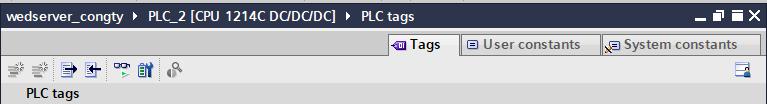 wedserver_congty ▸ PLC_2 [CPU 1214C DC/DC/DC] ▸ PLC tags
Tags User constants System constants
PLC tags